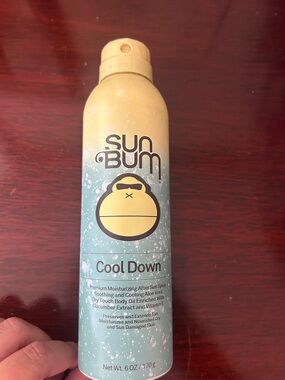 SUN
BUM
Cool Down
Premium Moisturizing After Sun Spray
Soothing and Cooling Aloe Vera
Dry Touch Body Oil Enriched With
Cucumber Extract and Vitamin E
Preserves and Extends Tan
Moisturizes and Nourishes Dry
and Sun Damaged Skin
Net Wt. 6 OZ / 170 g